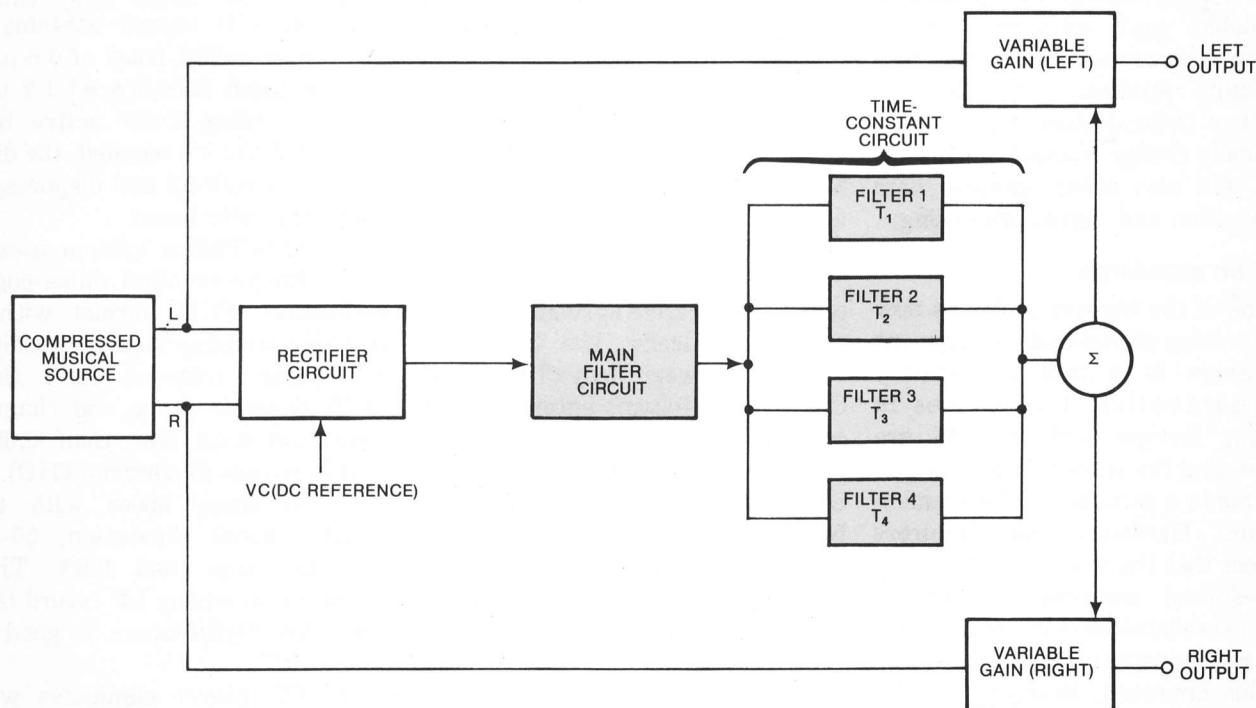 VARIABLE
GAIN (LEFT)
LEFT
OUTPUT
TIME-
CONSTANT
CIRCUIT
FILTER 1
T1
FILTER 2
T2
COMPRESSED
MUSICAL
SOURCE
L
R
RECTIFIER
CIRCUIT
MAIN
FILTER
CIRCUIT
Σ
FILTER 3
T3
VC(DC REFERENCE)
FILTER 4
T4
VARIABLE
GAIN (RIGHT)
RIGHT
OUTPUT